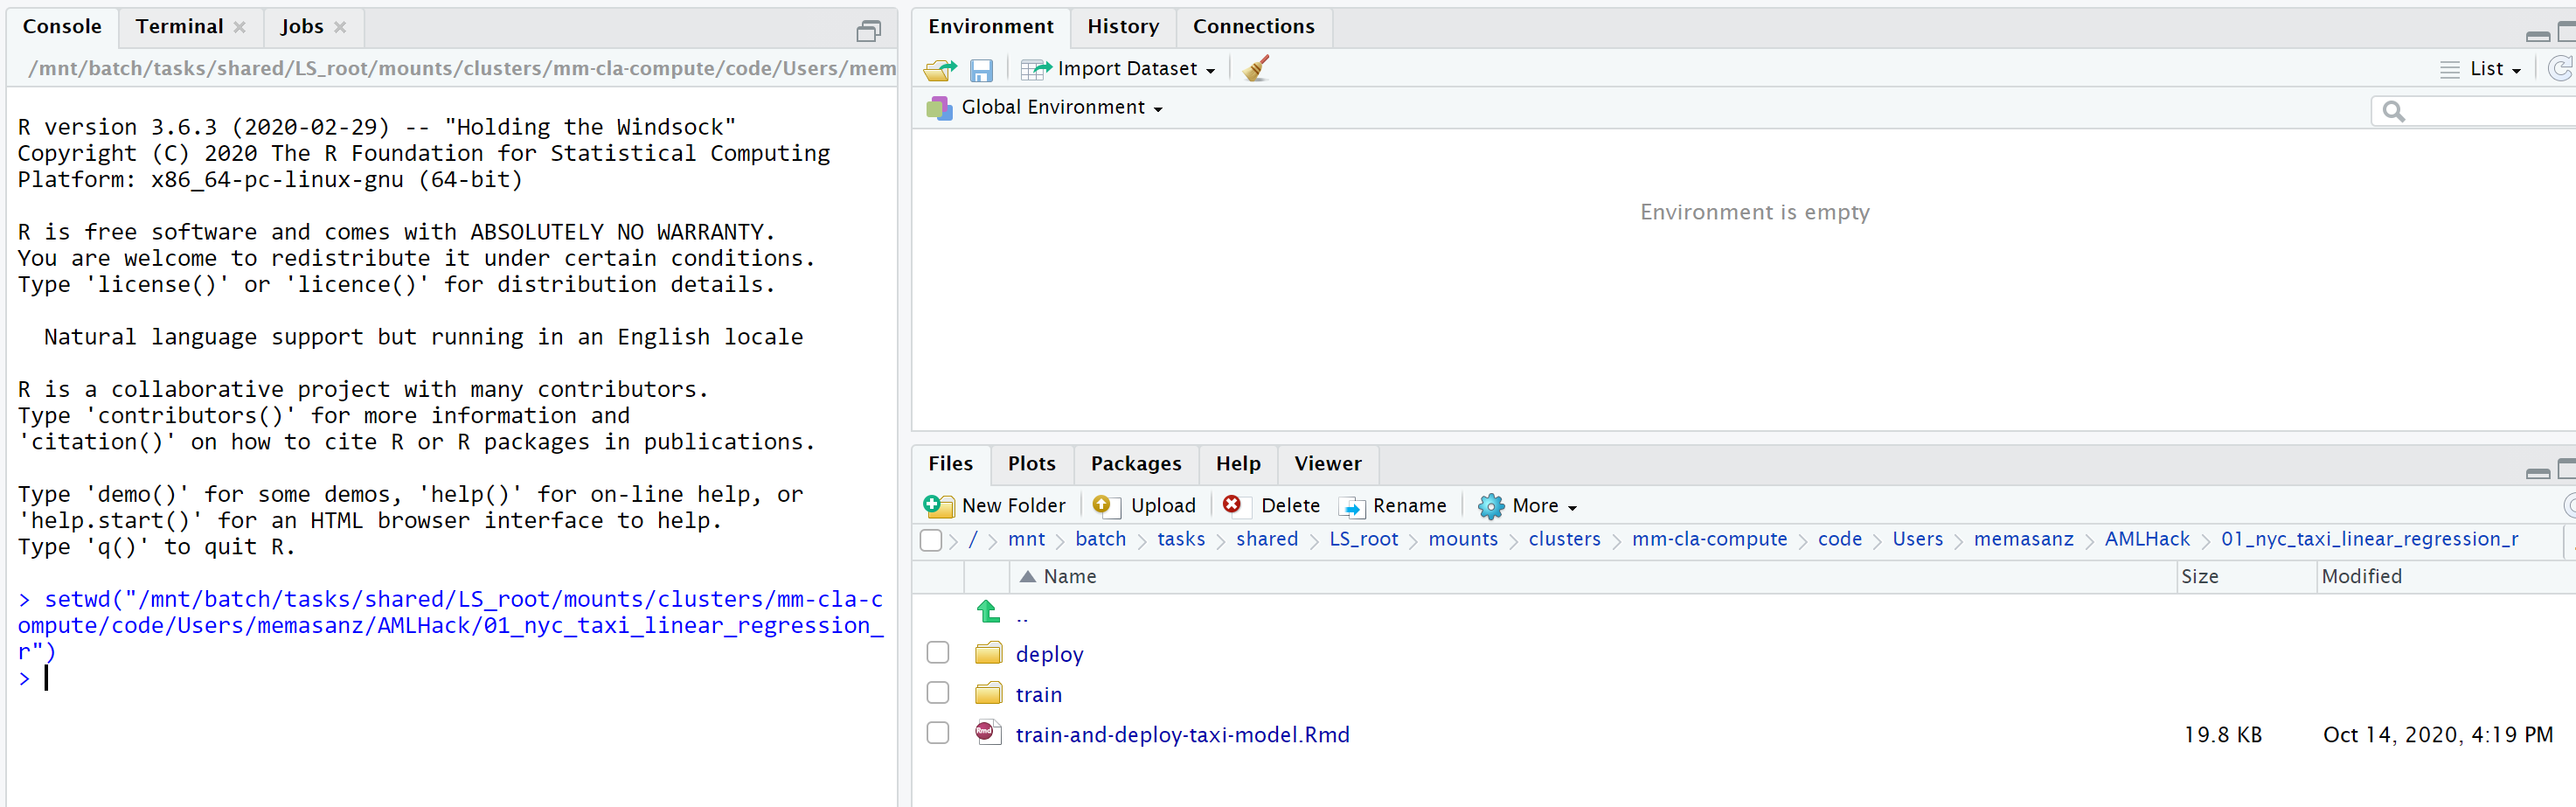 Console Terminal Jobs
/mnt/batch/tasks/shared/LS_root/mounts/clusters/mm-cla-compute/code/Users/mem
R version 3.6.3 (2020-02-29) -- "Holding the Windsock"
Copyright (C) 2020 The R Foundation for Statistical Computing
Platform: x86_64-pc-linux-gnu (64-bit)
R is free software and comes with ABSOLUTELY NO WARRANTY.
You are welcome to redistribute it under certain conditions.
Type 'license()' or 'licence()' for distribution details.
Natural language support but running in an English locale
R is a collaborative project with many contributors.
Type 'contributors()' for more information and
'citation()' on how to cite R or R packages in publications.
Type 'demo()' for some demos, 'help()' for on-line help, or
'help.start()' for an HTML browser interface to help.
Type 'q()' to quit R.
> setwd("/mnt/batch/tasks/shared/LS_root/mounts/clusters/mm-cla-c
ompute/code/Users/memasanz/AMLHack/01_nyc_taxi_linear_regression_
r")
>
Environment History Connections
Import Dataset List
Global Environment
Environment is empty
Files Plots Packages Help Viewer
New Folder Upload Delete Rename More
/ mnt batch tasks shared LS_root mounts clusters mm-cla-compute code Users memasanz AMLHack 01_nyc_taxi_linear_regression_r
Name Size Modified
..
deploy
train
Rmd train-and-deploy-taxi-model.Rmd 19.8 KB Oct 14, 2020, 4:19 PM